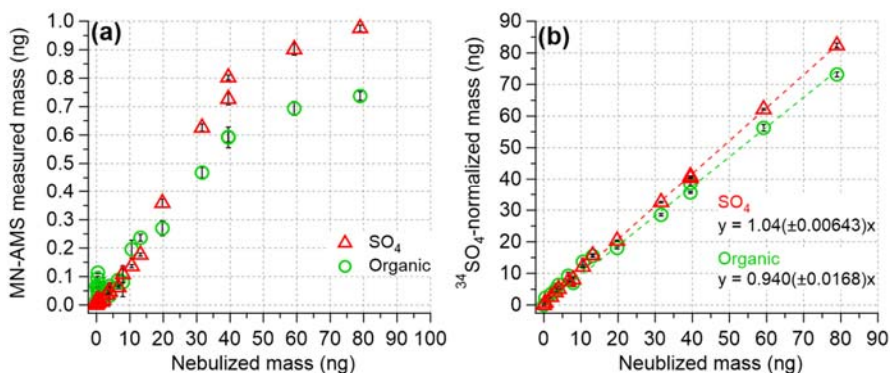 (a)
MN-AMS measured mass (ng)
1.0
0.9
0.8
0.7
0.6
0.5
0.4
0.3
0.2
0.1
0.0
SO4
Organic
0 10 20 30 40 50 60 70 80 90 100
Nebulized mass (ng)
(b)
34SO4-normalized mass (ng)
90
80
70
60
50
40
30
20
10
0
SO4
y = 1.04(±0.00643)x
Organic
y = 0.940(±0.0168)x
0 10 20 30 40 50 60 70 80 90
Neublized mass (ng)